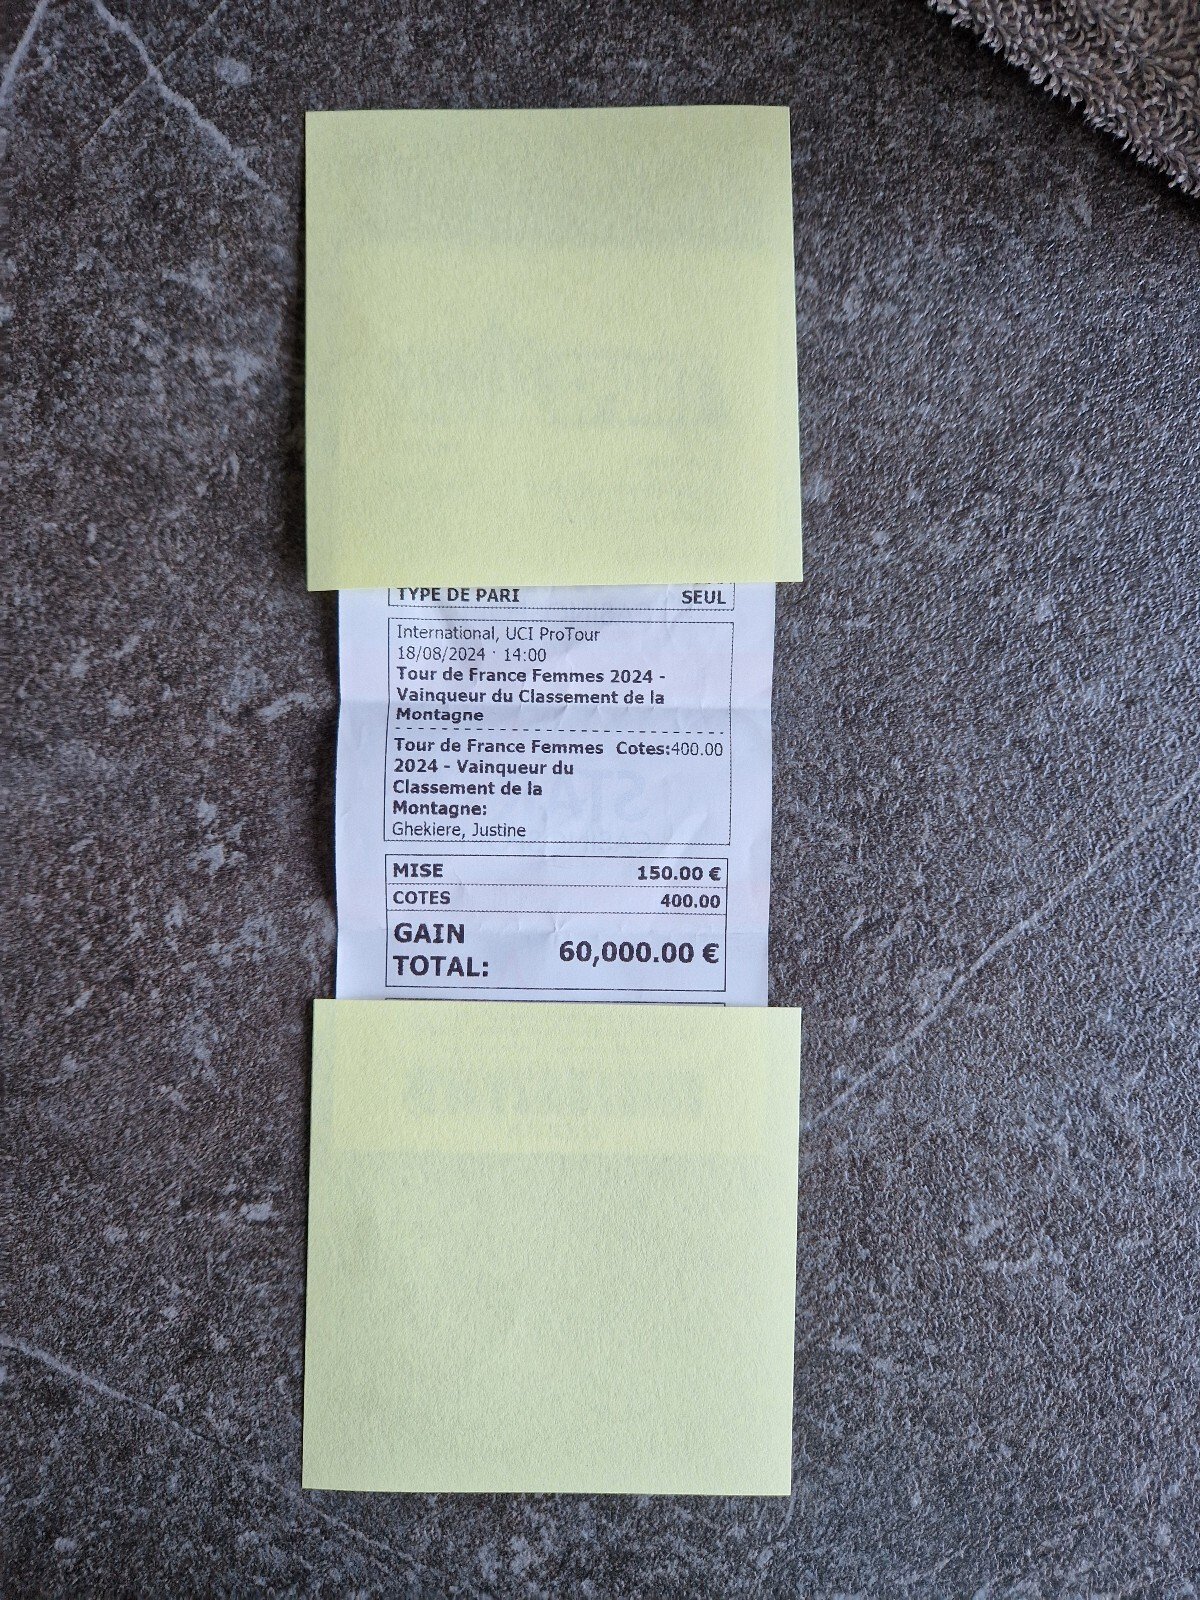 TYPE DE PARI SEUL
International, UCI ProTour
18/08/2024 · 14:00
Tour de France Femmes 2024 -
Vainqueur du Classement de la
Montagne
Tour de France Femmes Cotes:400.00
2024 - Vainqueur du
Classement de la
Montagne:
Ghekiere, Justine
MISE 150.00 €
COTES 400.00
GAIN
TOTAL: 60,000.00 €